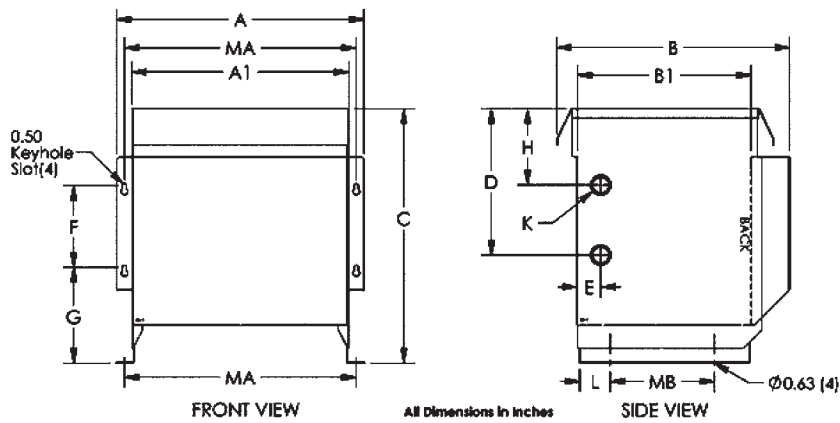 A
MA
A1
0.50
Keyhole
Slot(4)
F
G
C
MA
FRONT VIEW
All Dimensions in Inches
B
B1
H
D
K
E
BACK
L
MB
Ø0.63 (4)
SIDE VIEW